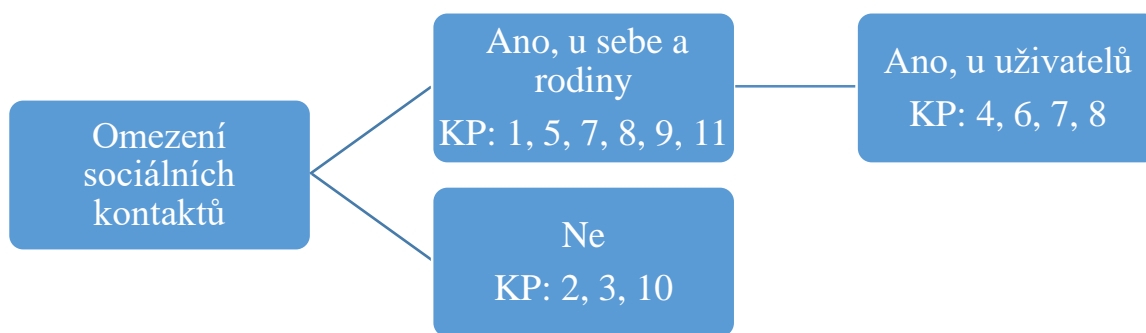 Omezení
sociálních
kontaktů
Ano, u sebe a
rodiny
KP: 1, 5, 7, 8, 9, 11
Ano, u uživatelů
KP: 4, 6, 7, 8
Ne
KP: 2, 3, 10